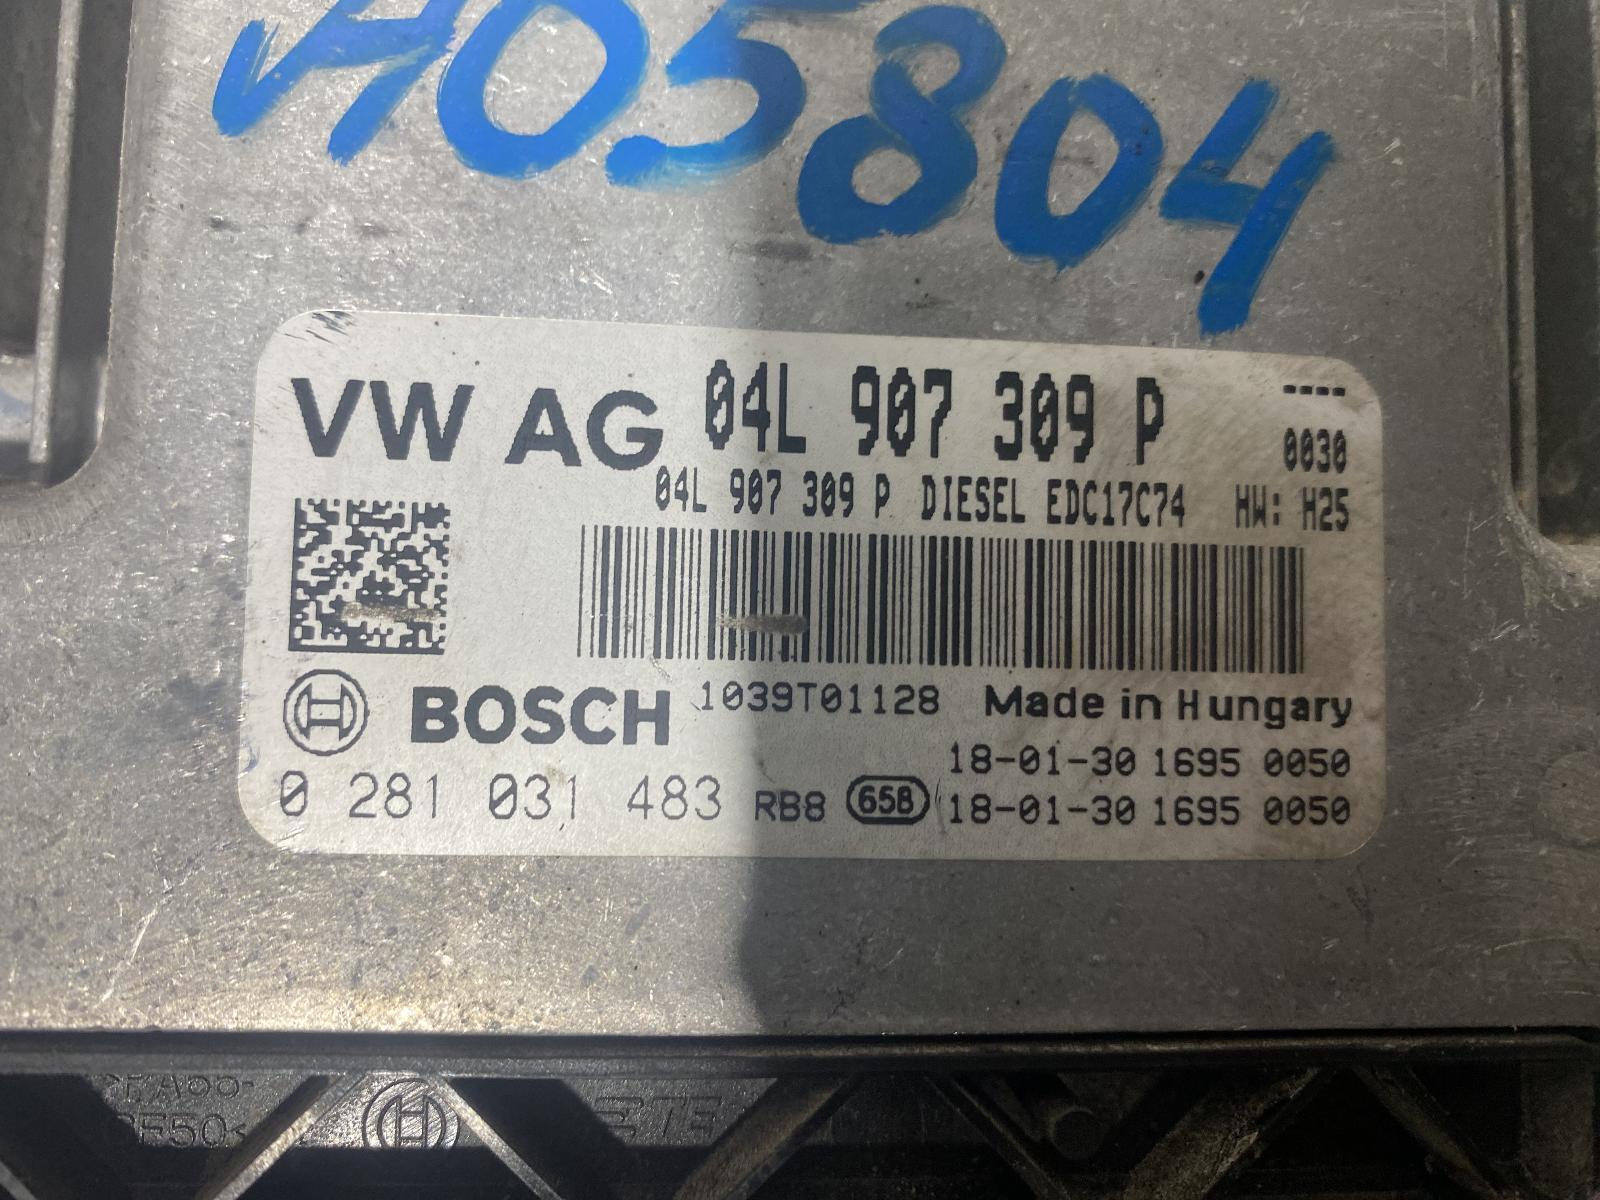 A05804
VW AG 04L 907 309 P ----
0030
04L 907 309 P DIESEL EDC17C74 HW: H25
BOSCH 1039T01128 Made in Hungary
18-01-30 1695 0050
0 281 031 483 RB8 658 18-01-30 1695 0050